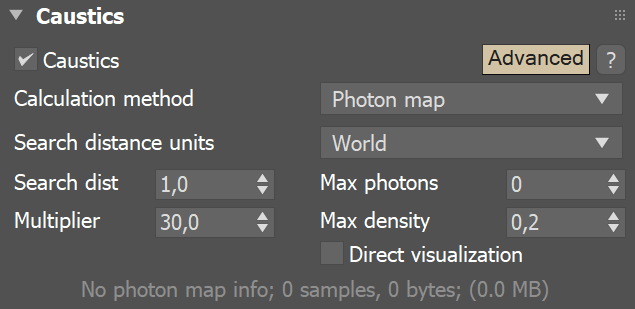 Caustics
Caustics Advanced ?
Calculation method Photon map
Search distance units World
Search dist 1,0 Max photons 0
Multiplier 30,0 Max density 0,2
Direct visualization
No photon map info; 0 samples, 0 bytes; (0.0 MB)